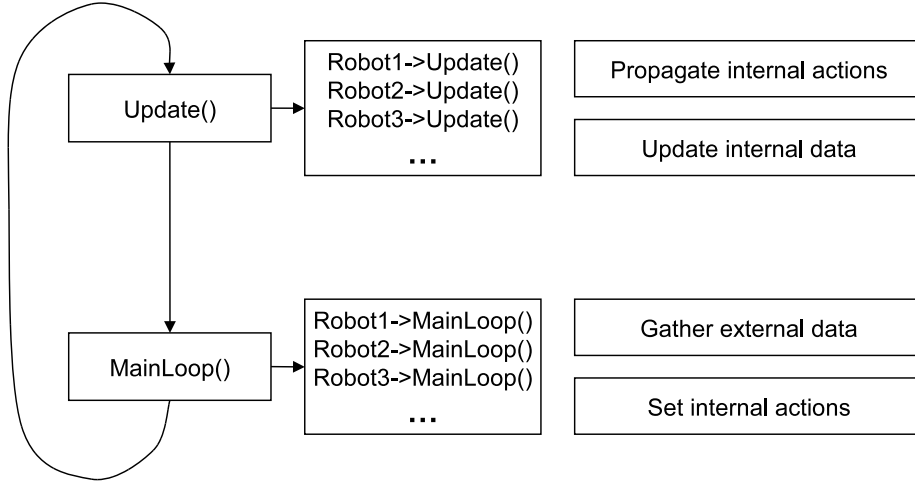 Update()
Robot1->Update()
Robot2->Update()
Robot3->Update()
...
Propagate internal actions
Update internal data
MainLoop()
Robot1->MainLoop()
Robot2->MainLoop()
Robot3->MainLoop()
...
Gather external data
Set internal actions